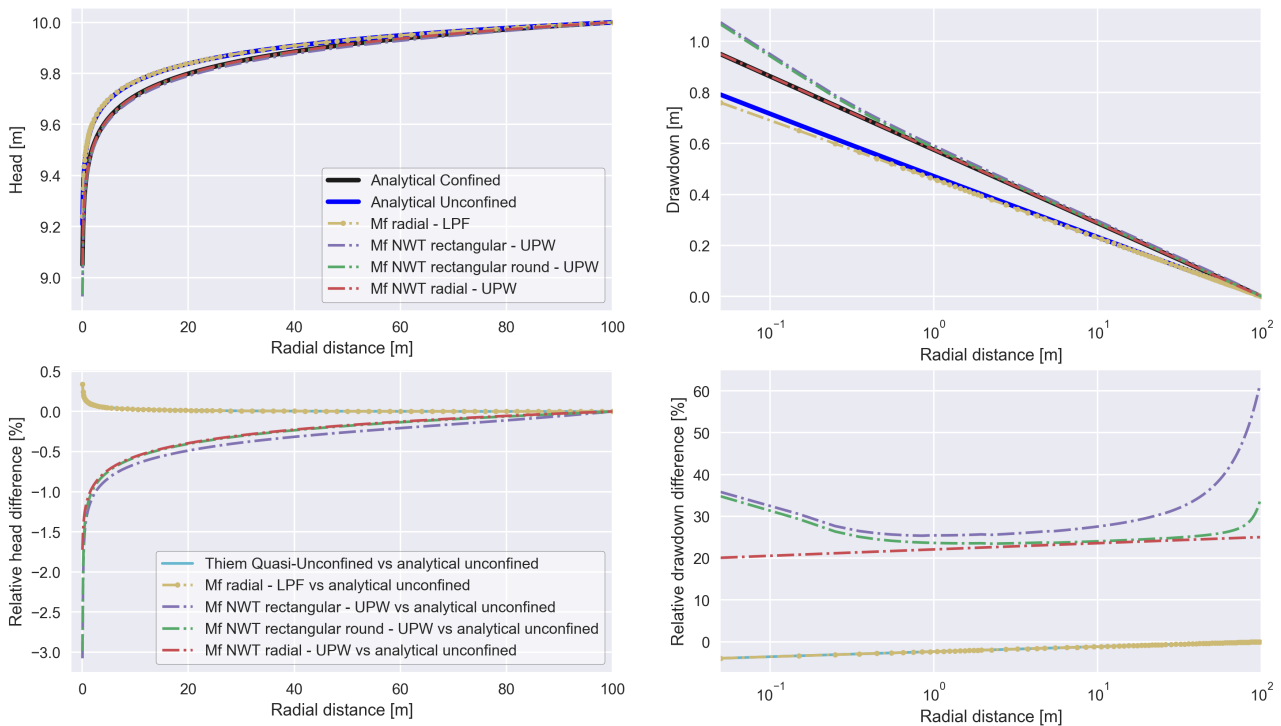 Head [m]
10.0
9.8
9.6
9.4
9.2
9.0
Analytical Confined
Analytical Unconfined
Mf radial - LPF
Mf NWT rectangular - UPW
Mf NWT rectangular round - UPW
Mf NWT radial - UPW
0 20 40 60 80 100
Radial distance [m]
Drawdown [m]
1.0
0.8
0.6
0.4
0.2
0.0
10⁻¹ 10⁰ 10¹ 10²
Radial distance [m]
Relative head difference [%]
0.5
0.0
−0.5
−1.0
−1.5
−2.0
−2.5
−3.0
Thiem Quasi-Unconfined vs analytical unconfined
Mf radial - LPF vs analytical unconfined
Mf NWT rectangular - UPW vs analytical unconfined
Mf NWT rectangular round - UPW vs analytical unconfined
Mf NWT radial - UPW vs analytical unconfined
0 20 40 60 80 100
Radial distance [m]
Relative drawdown difference [%]
60
50
40
30
20
10
0
10⁻¹ 10⁰ 10¹ 10²
Radial distance [m]